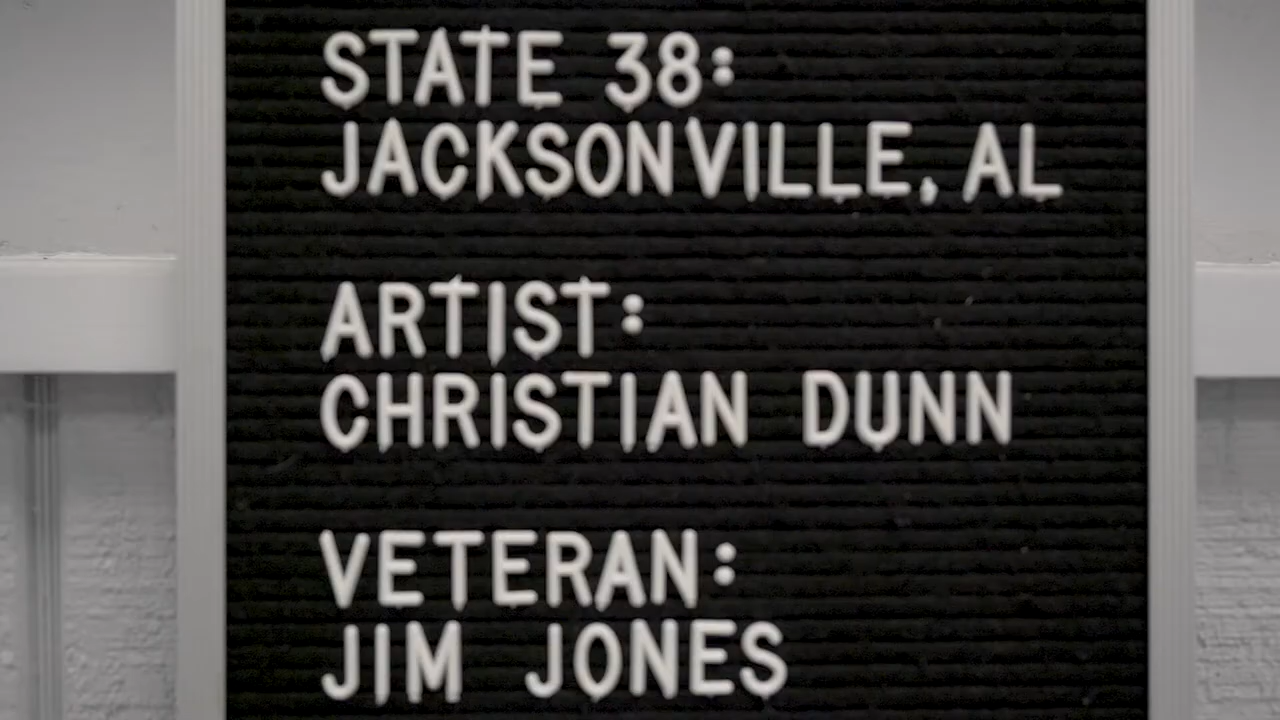 STATE 38:
JACKSONVILLE, AL
ARTIST:
CHRISTIAN DUNN
VETERAN:
JIM JONES